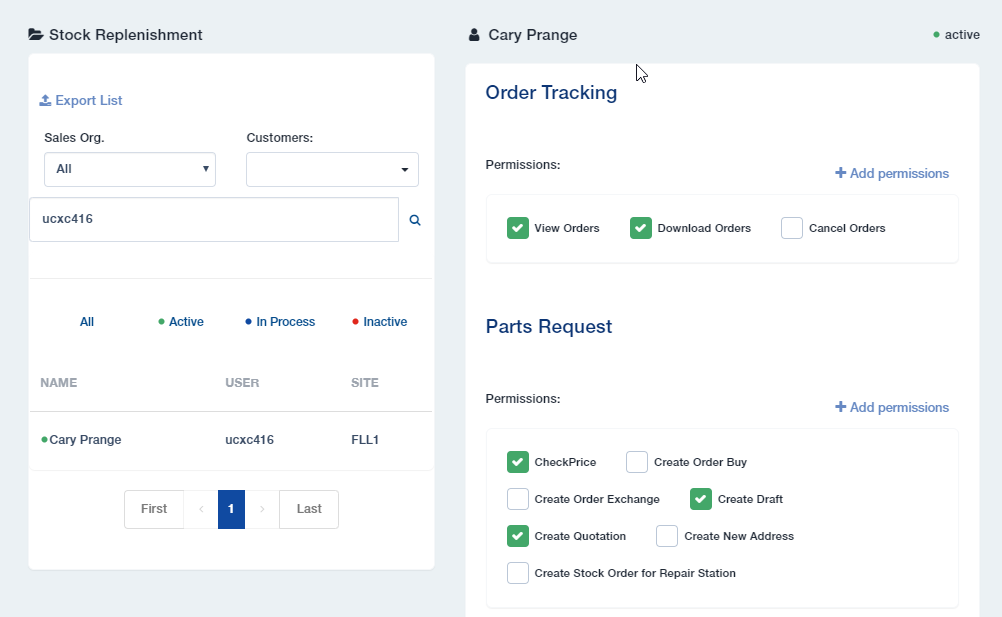 Stock Replenishment
Export List
Sales Org.
Customers:
All
ucxc416
All
Active
In Process
Inactive
NAME
USER
SITE
Cary Prange
ucxc416
FLL1
First
‹
1
›
Last
Cary Prange
active
Order Tracking
Permissions:
Add permissions
View Orders
Download Orders
Cancel Orders
Parts Request
Permissions:
Add permissions
CheckPrice
Create Order Buy
Create Order Exchange
Create Draft
Create Quotation
Create New Address
Create Stock Order for Repair Station